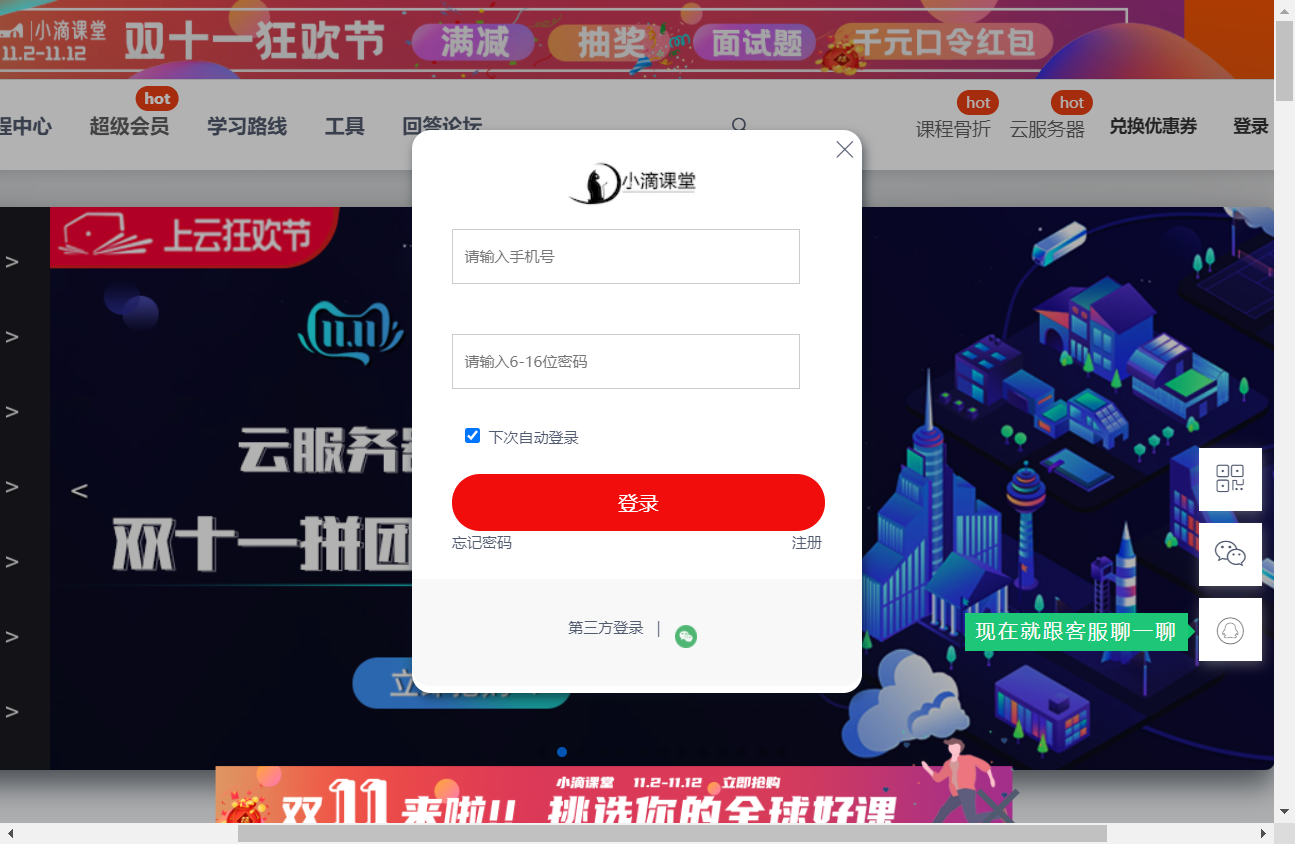 小滴课堂
11.2-11.12
双十一狂欢节
满减
抽奖
面试题
千元口令红包
hot
hot
hot
程中心
超级会员
学习路线
工具
回答论坛
课程骨折
云服务器
兑换优惠券
登录
小滴课堂
请输入手机号
请输入6-16位密码
下次自动登录
登录
忘记密码
注册
第三方登录 |
上云狂欢节
11.11
云服务器
双十一拼团
现在就跟客服聊一聊
小滴课堂 11.2-11.12 立即抢购
双11来啦!! 挑选你的全球好课